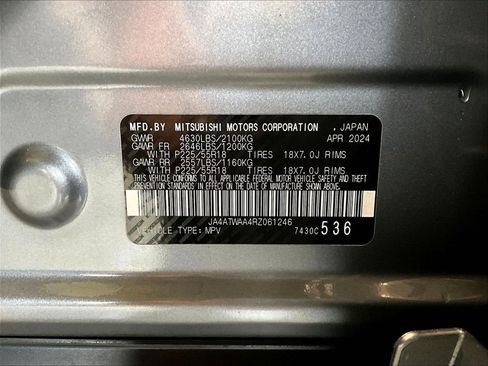 MFD.BY MITSUBISHI MOTORS CORPORATION , JAPAN
GVWR 4630LBS/2100KG APR 2024
GAWR FR 2646LBS/1200KG
WITH P225/55R18 TIRES 18X7.0J RIMS
GAWR RR 2557LBS/1160KG
WITH P225/55R18 TIRES 18X7.0J RIMS
THIS VEHICLE CONFORMS TO ALL APPLICABLE FEDERAL MOTOR VEHICLE SAFETY AND THEFT PREVENTION STANDARDS IN EFFECT ON THE DATE OF MANUFACTURE SHOWN ABOVE.
JA4ATWAA4RZ061246
VEHICLE TYPE: MPV 7430C 536